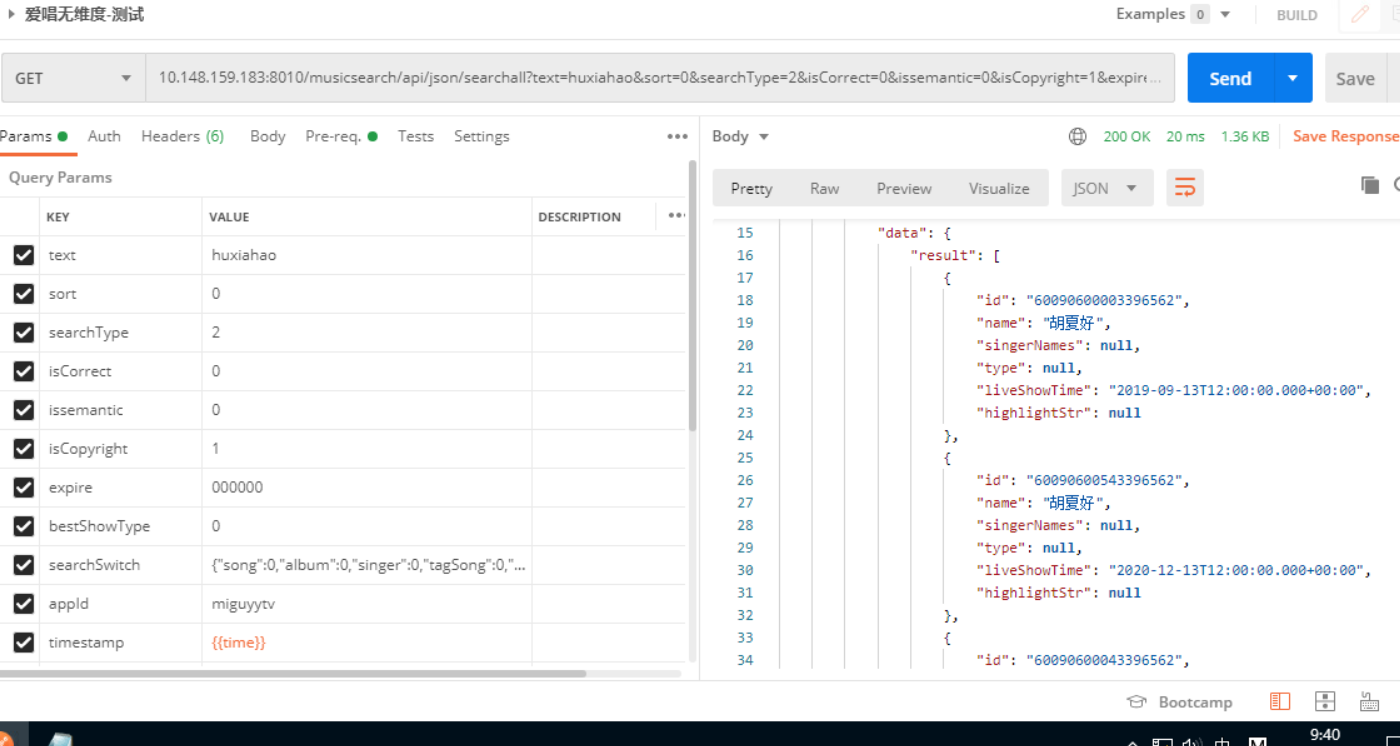 爱唱无维度-测试
Examples 0 BUILD
GET 10.148.159.183:8010/musicsearch/api/json/searchall?text=huxiahao&sort=0&searchType=2&isCorrect=0&issemantic=0&isCopyright=1&expire... Send Save
Params Auth Headers (6) Body Pre-req. Tests Settings
Query Params
KEY VALUE DESCRIPTION
text huxiahao
sort 0
searchType 2
isCorrect 0
issemantic 0
isCopyright 1
expire 000000
bestShowType 0
searchSwitch {"song":0,"album":0,"singer":0,"tagSong":0,"...
appId miguyytv
timestamp {{time}}
Body 200 OK 20 ms 1.36 KB Save Response
Pretty Raw Preview Visualize JSON
15 "data": {
16 "result": [
17 {
18 "id": "60090600003396562",
19 "name": "胡夏好",
20 "singerNames": null,
21 "type": null,
22 "liveShowTime": "2019-09-13T12:00:00.000+00:00",
23 "highlightStr": null
24 },
25 {
26 "id": "60090600543396562",
27 "name": "胡夏好",
28 "singerNames": null,
29 "type": null,
30 "liveShowTime": "2020-12-13T12:00:00.000+00:00",
31 "highlightStr": null
32 },
33 {
34 "id": "60090600043396562",
Bootcamp
中 M 9:40